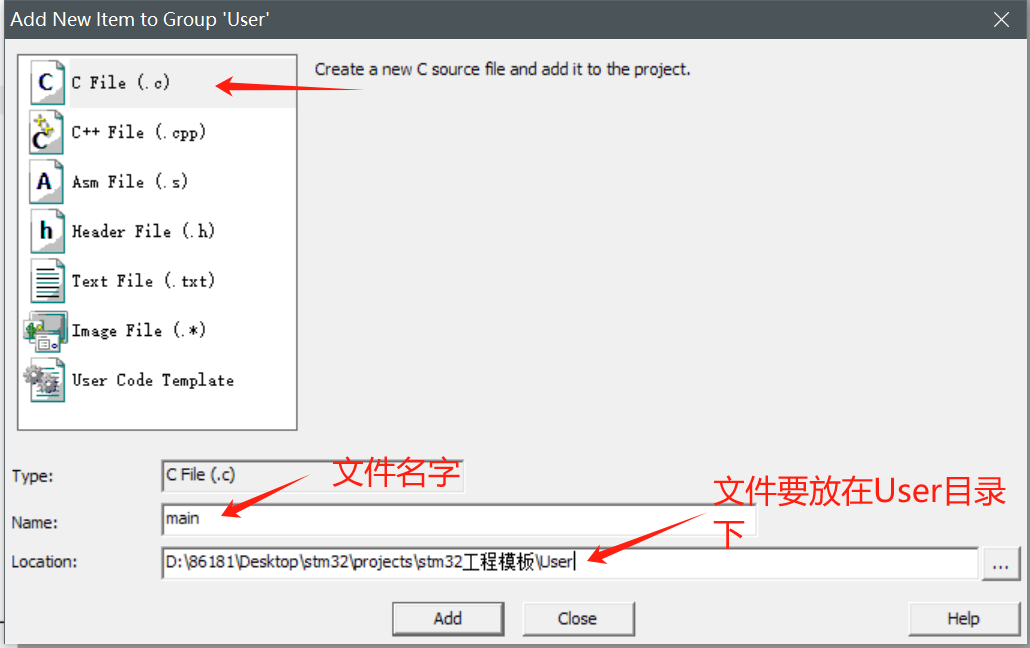 Add New Item to Group 'User'
C File (.c)
Create a new C source file and add it to the project.
C++ File (.cpp)
Asm File (.s)
Header File (.h)
Text File (.txt)
Image File (.*)
User Code Template
Type:
C File (.c)
文件名字
文件要放在User目录
下
Name:
main
Location:
D:\86181\Desktop\stm32\projects\stm32工程模板\User
...
Add
Close
Help